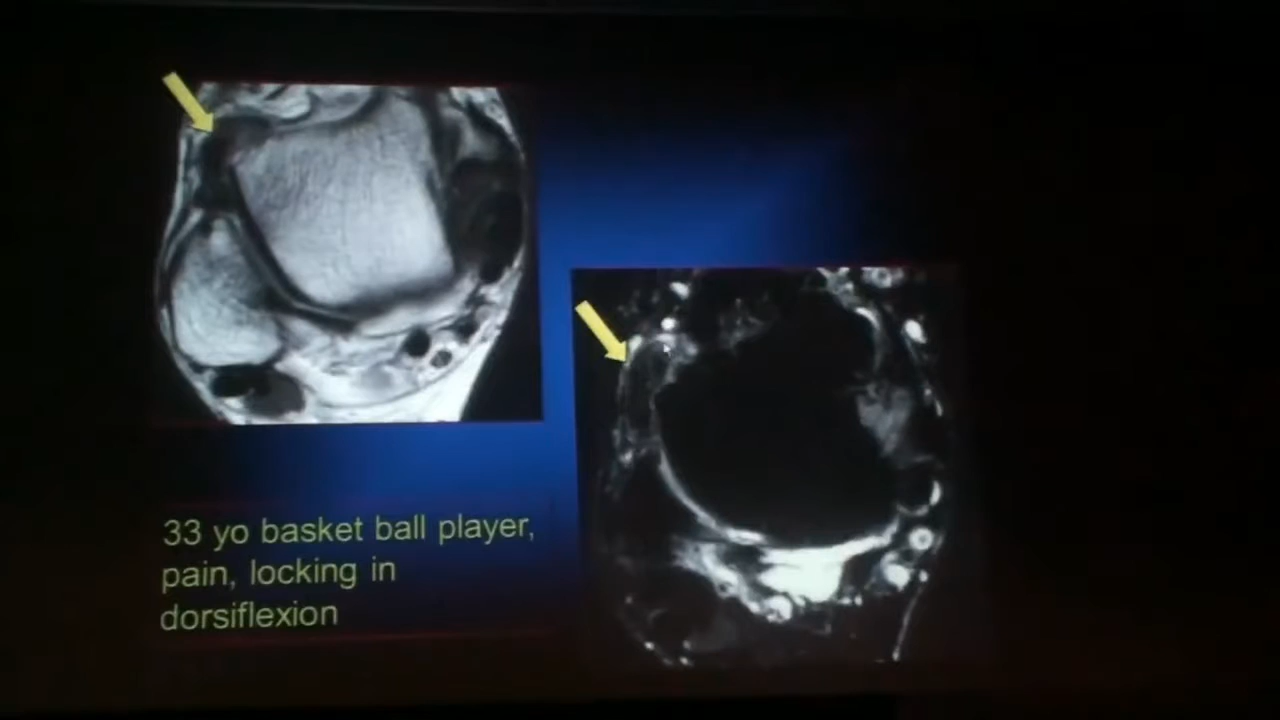 33 yo basket ball player,
pain, locking in
dorsiflexion